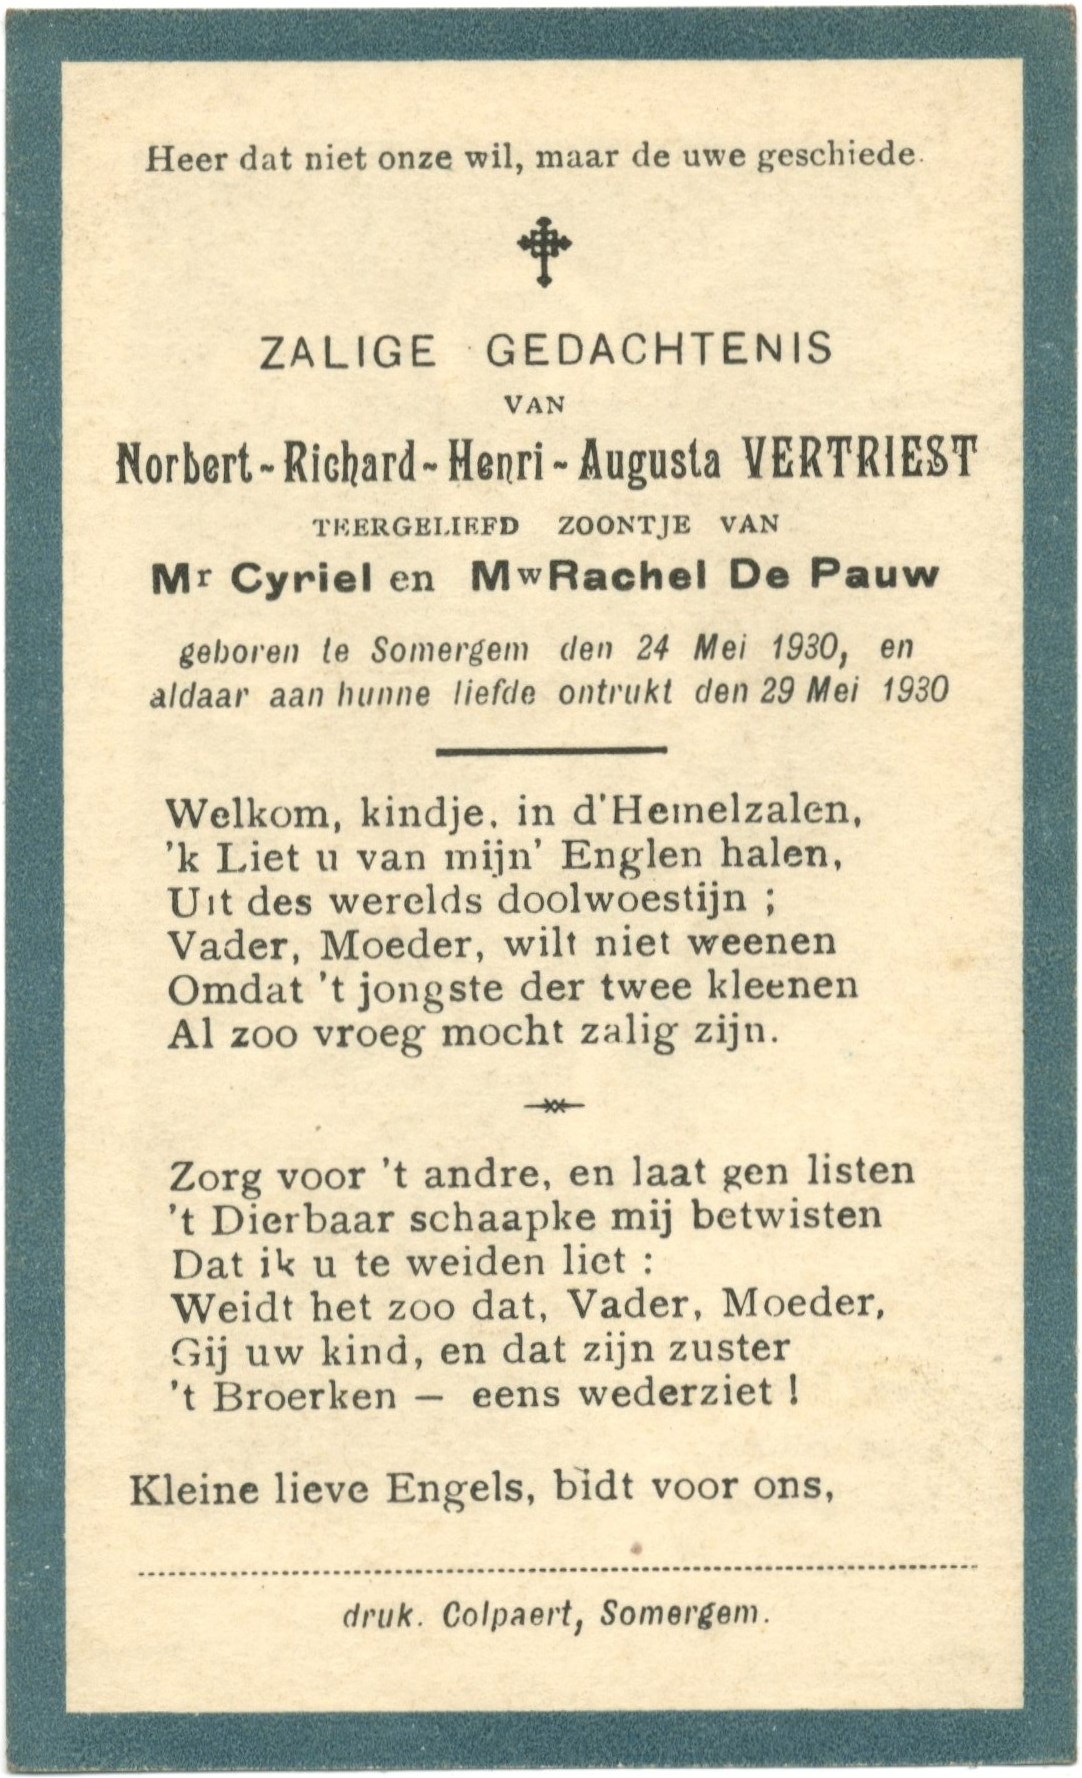 Heer dat niet onze wil, maar de uwe geschiede.
ZALIGE GEDACHTENIS
VAN
Norbert-Richard-Henri-Augusta VERTRIEST
TEERGELIEFD ZOONTJE VAN
Mr Cyriel en Mw Rachel De Pauw
geboren te Somergem den 24 Mei 1930, en
aldaar aan hunne liefde ontrukt den 29 Mei 1930
Welkom, kindje, in d'Hemelzalen,
'k Liet u van mijn' Englen halen,
Uit des werelds doolwoestijn ;
Vader, Moeder, wilt niet weenen
Omdat 't jongste der twee kleenen
Al zoo vroeg mocht zalig zijn.
Zorg voor 't andre, en laat gen listen
't Dierbaar schaapke mij betwisten
Dat ik u te weiden liet :
Weidt het zoo dat, Vader, Moeder,
Gij uw kind, en dat zijn zuster
't Broerken — eens wederziet !
Kleine lieve Engels, bidt voor ons,
druk. Colpaert, Somergem.